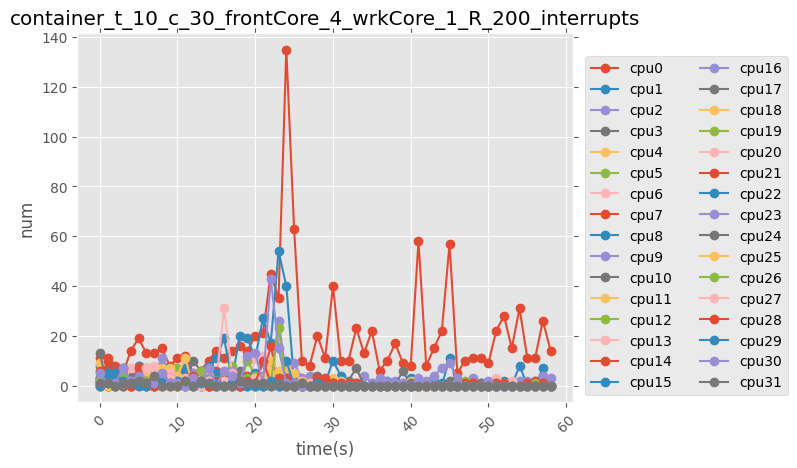 container_t_10_c_30_frontCore_4_wrkCore_1_R_200_interrupts
140
120
100
80
60
40
20
0
num
0
10
20
30
40
50
60
time(s)
cpu0
cpu1
cpu2
cpu3
cpu4
cpu5
cpu6
cpu7
cpu8
cpu9
cpu10
cpu11
cpu12
cpu13
cpu14
cpu15
cpu16
cpu17
cpu18
cpu19
cpu20
cpu21
cpu22
cpu23
cpu24
cpu25
cpu26
cpu27
cpu28
cpu29
cpu30
cpu31